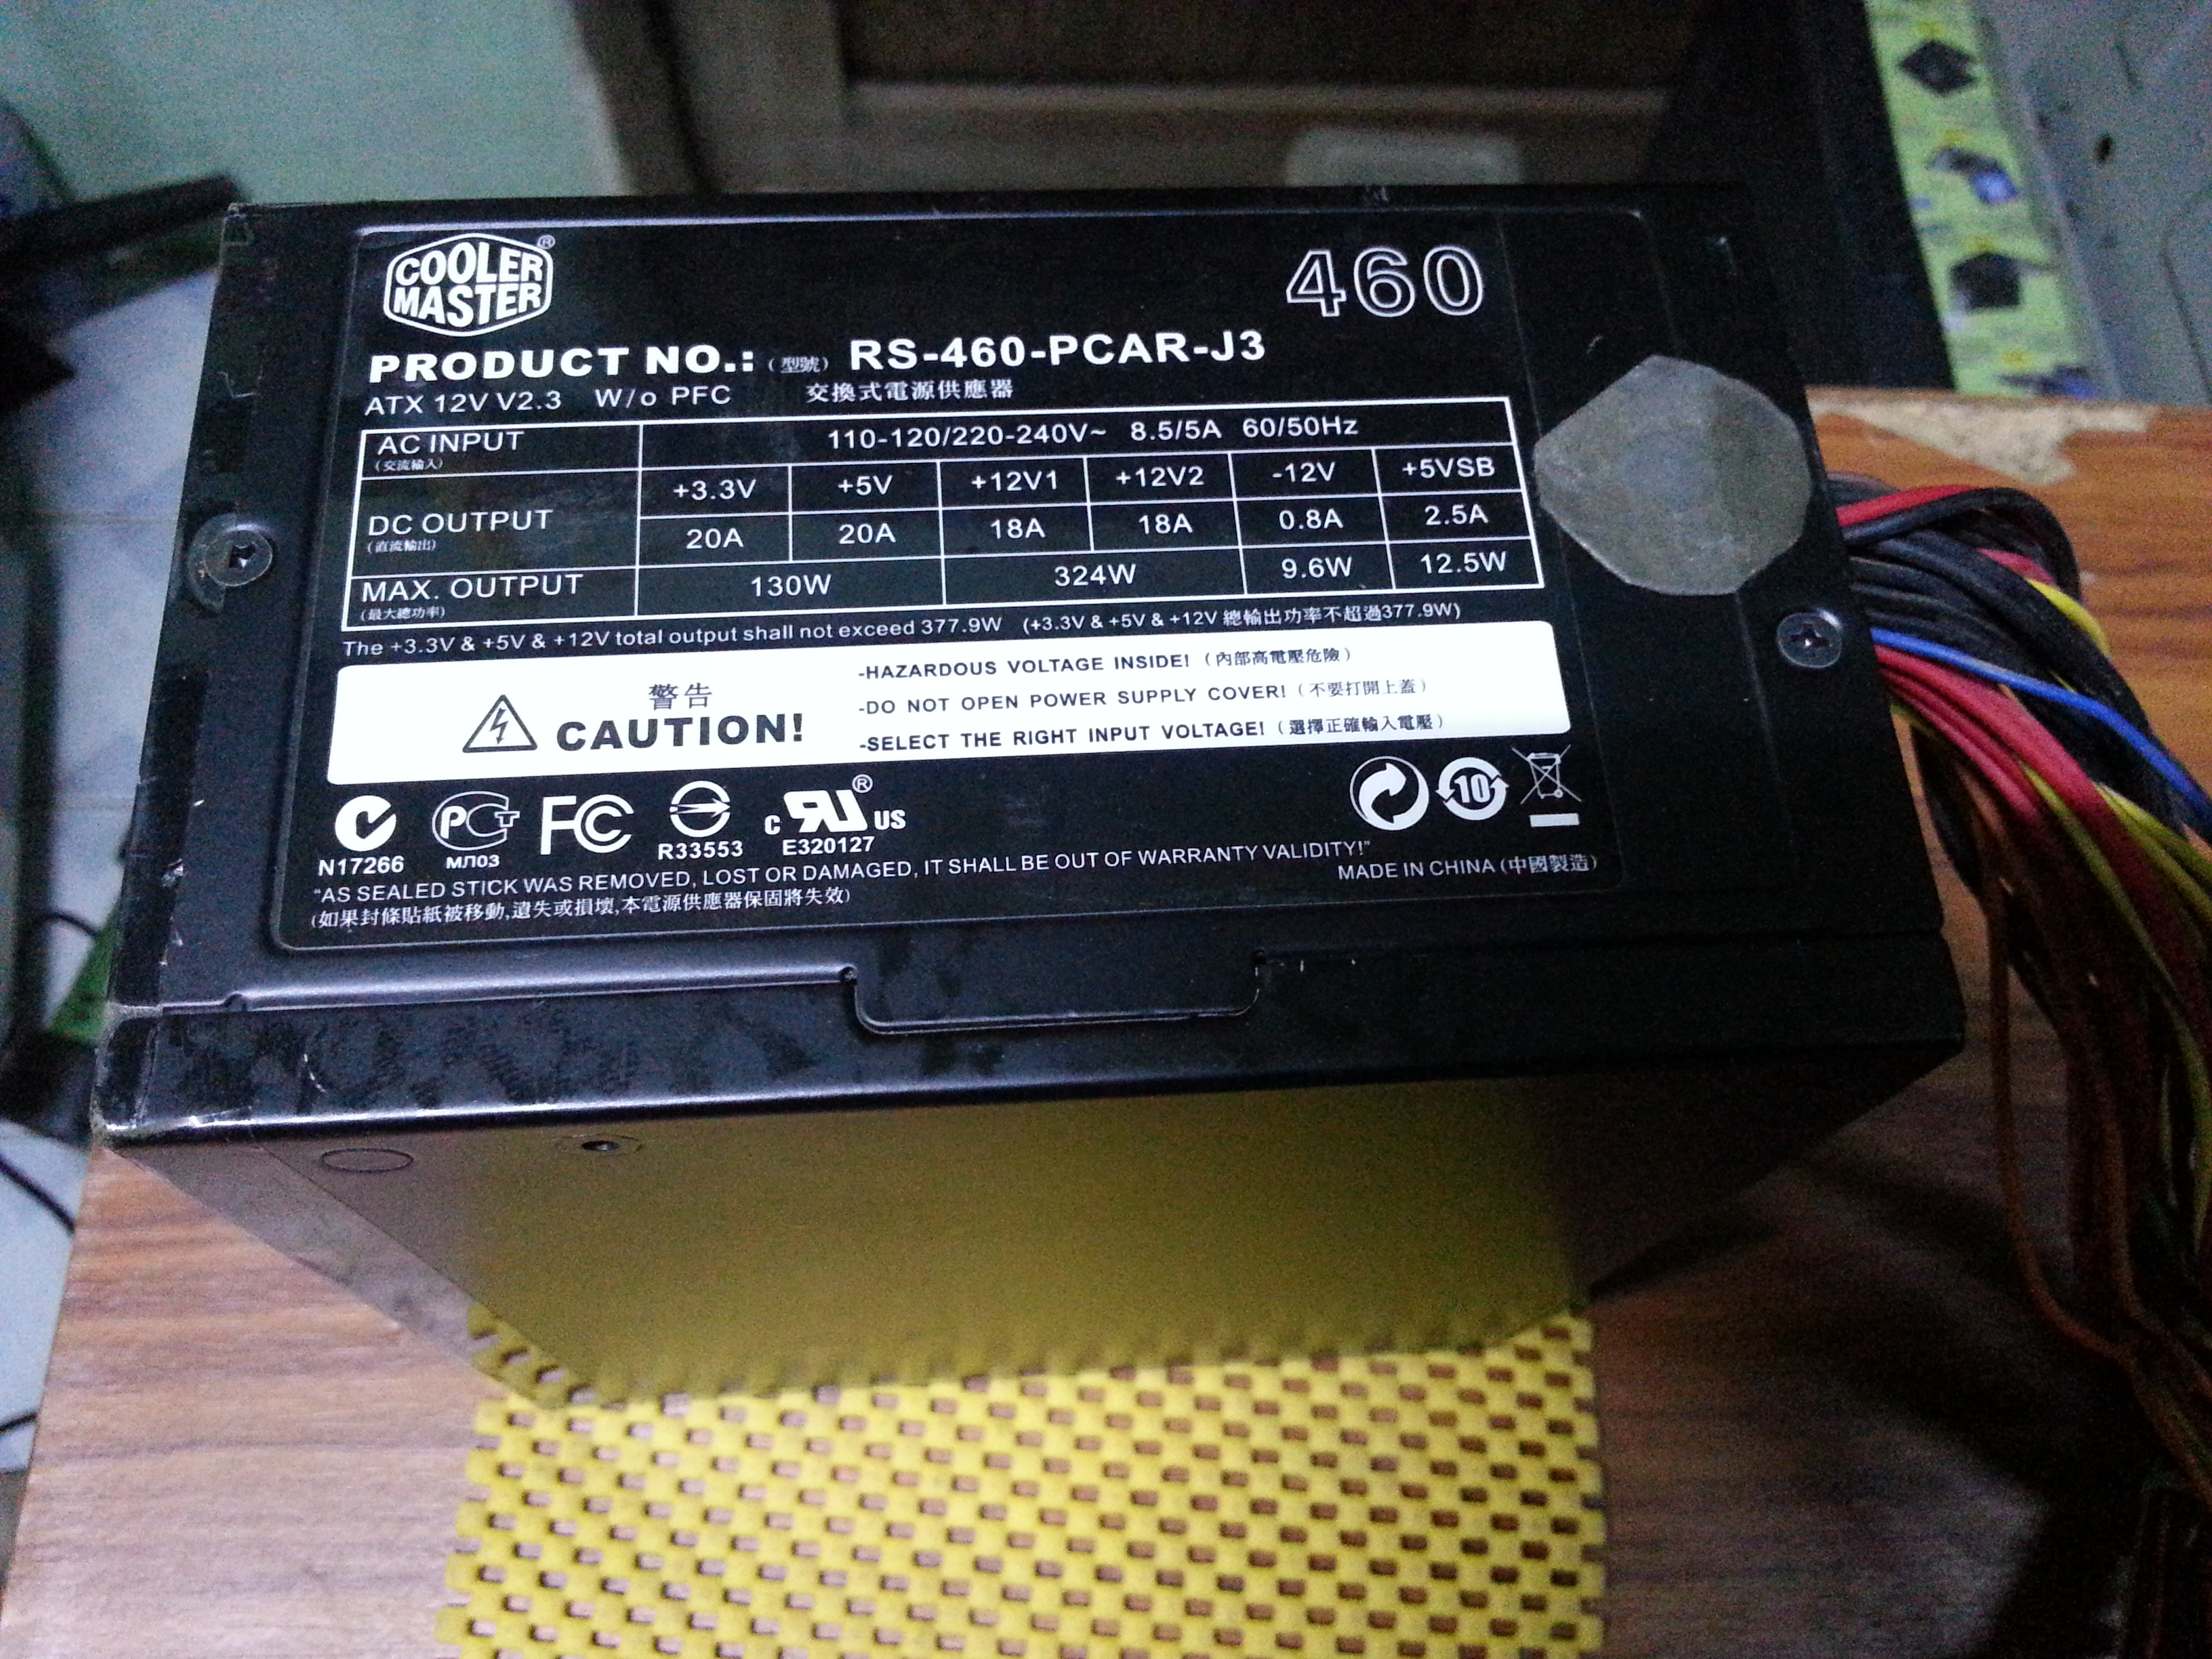 COOLER MASTER®
460
PRODUCT NO.: (型號) RS-460-PCAR-J3
ATX 12V V2.3 W/o PFC 交換式電源供應器
AC INPUT (交流輸入) 110-120/220-240V~ 8.5/5A 60/50Hz
DC OUTPUT (直流輸出) +3.3V +5V +12V1 +12V2 -12V +5VSB
20A 20A 18A 18A 0.8A 2.5A
MAX. OUTPUT (最大總功率) 130W 324W 9.6W 12.5W
The +3.3V & +5V & +12V total output shall not exceed 377.9W (+3.3V & +5V & +12V 總輸出功率不超過377.9W)
警告
CAUTION!
-HAZARDOUS VOLTAGE INSIDE! (內部高電壓危險)
-DO NOT OPEN POWER SUPPLY COVER! (不要打開上蓋)
-SELECT THE RIGHT INPUT VOLTAGE! (選擇正確輸入電壓)
N17266
РСТ
МЛ03
FC
R33553
c RU® US
E320127
10
"AS SEALED STICK WAS REMOVED, LOST OR DAMAGED, IT SHALL BE OUT OF WARRANTY VALIDITY!"
(如果封條貼紙被移動,遺失或損壞,本電源供應器保固將失效)
MADE IN CHINA (中國製造)